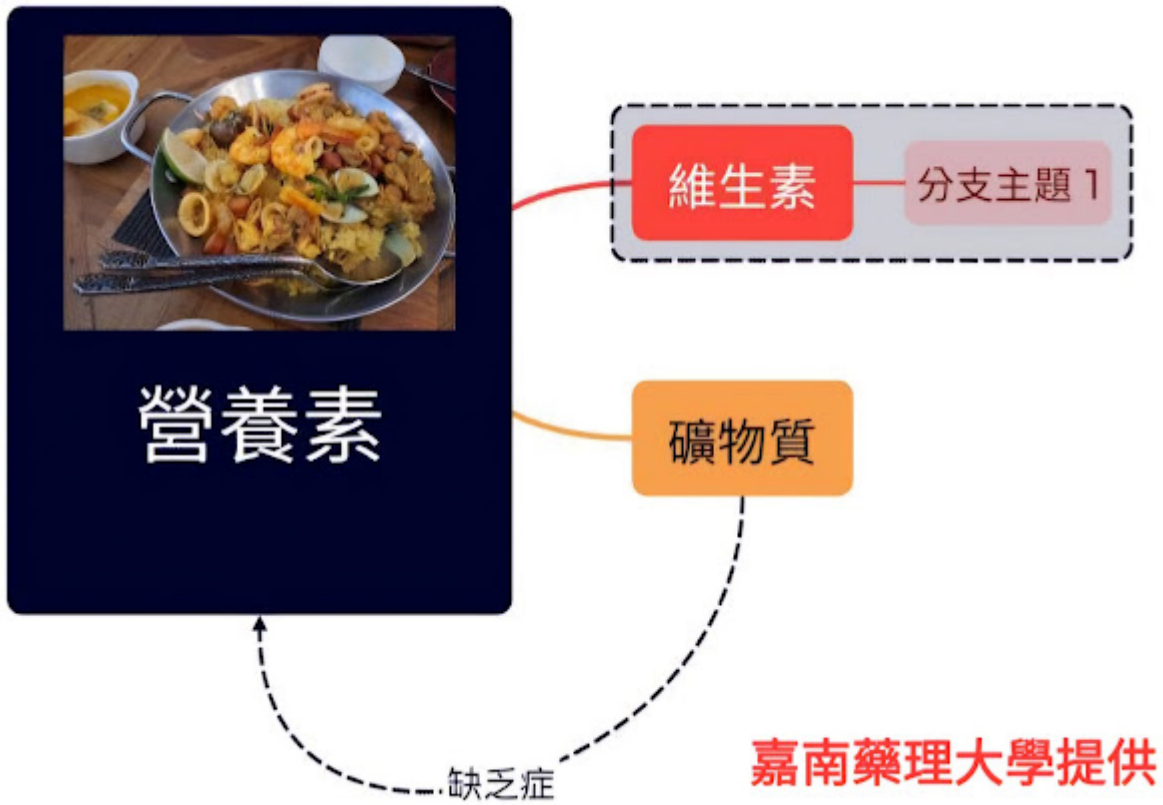 營養素
維生素
分支主題 1
礦物質
缺乏症
嘉南藥理大學提供